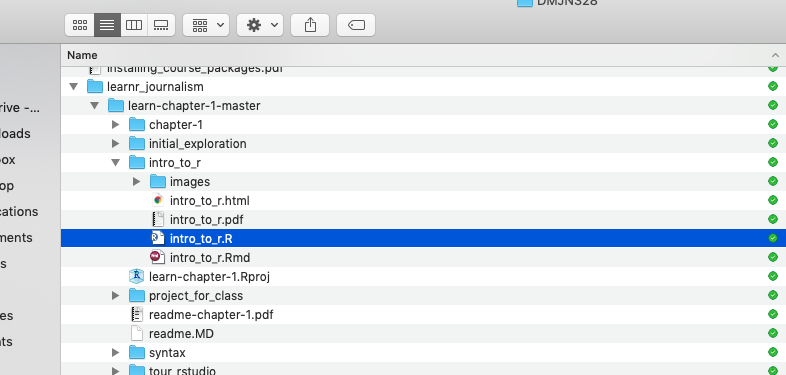 DMJN328
Name
installing_course_packages.pdf
learnr_journalism
rive -...
learn-chapter-1-master
loads
chapter-1
box
initial_exploration
intro_to_r
op
images
cations
intro_to_r.html
intro_to_r.pdf
ments
intro_to_r.R
s
intro_to_r.Rmd
learn-chapter-1.Rproj
project_for_class
es
readme-chapter-1.pdf
nts
readme.MD
syntax
tour_rstudio